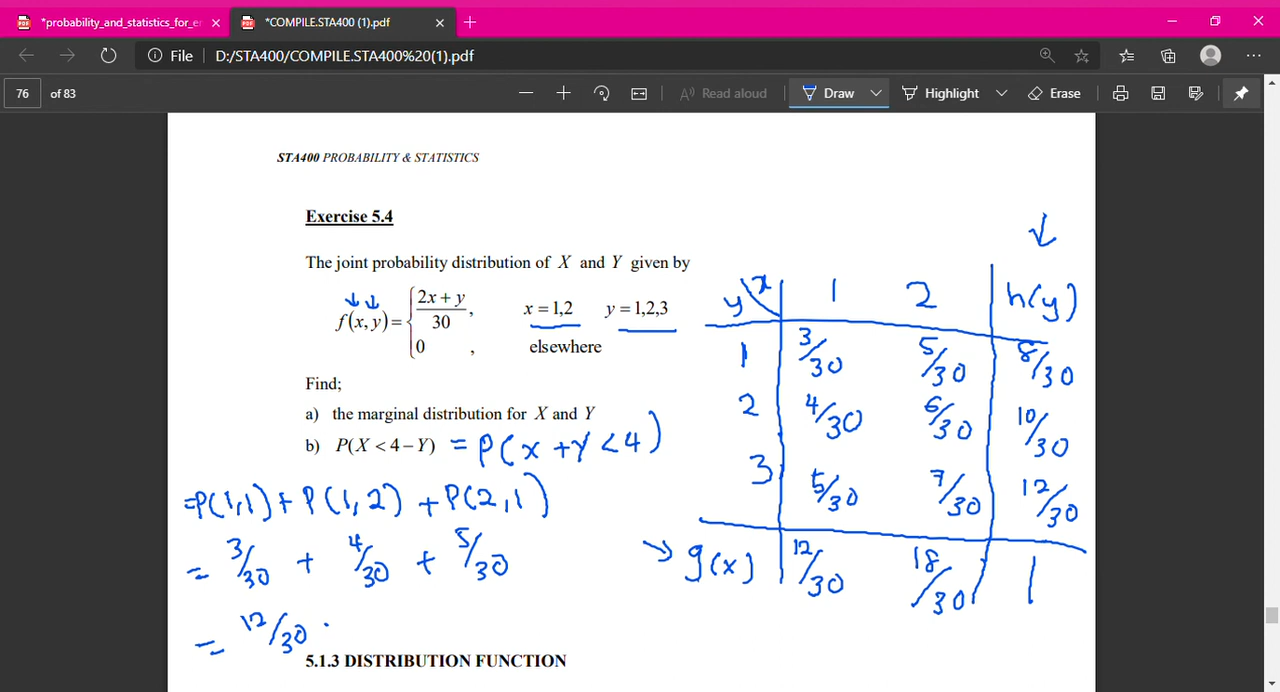 *probability_and_statistics_for_er
*COMPILE.STA400 (1).pdf
File
D:/STA400/COMPILE.STA400%20(1).pdf
76 of 83
Read aloud
Draw
Highlight
Erase
STA400 PROBABILITY & STATISTICS
Exercise 5.4
The joint probability distribution of X and Y given by
f(x,y) = { (2x + y)/30 , x = 1,2 y = 1,2,3
0 , elsewhere
Find;
a) the marginal distribution for X and Y
b) P(X < 4 − Y) = P(x + Y < 4)
= P(1,1) + P(1,2) + P(2,1)
= 3/30 + 4/30 + 5/30
= 12/30 .
y \ x 1 2 h(y)
1 3/30 5/30 8/30
2 4/30 6/30 10/30
3 5/30 7/30 12/30
→ g(x) 12/30 18/30 1
5.1.3 DISTRIBUTION FUNCTION